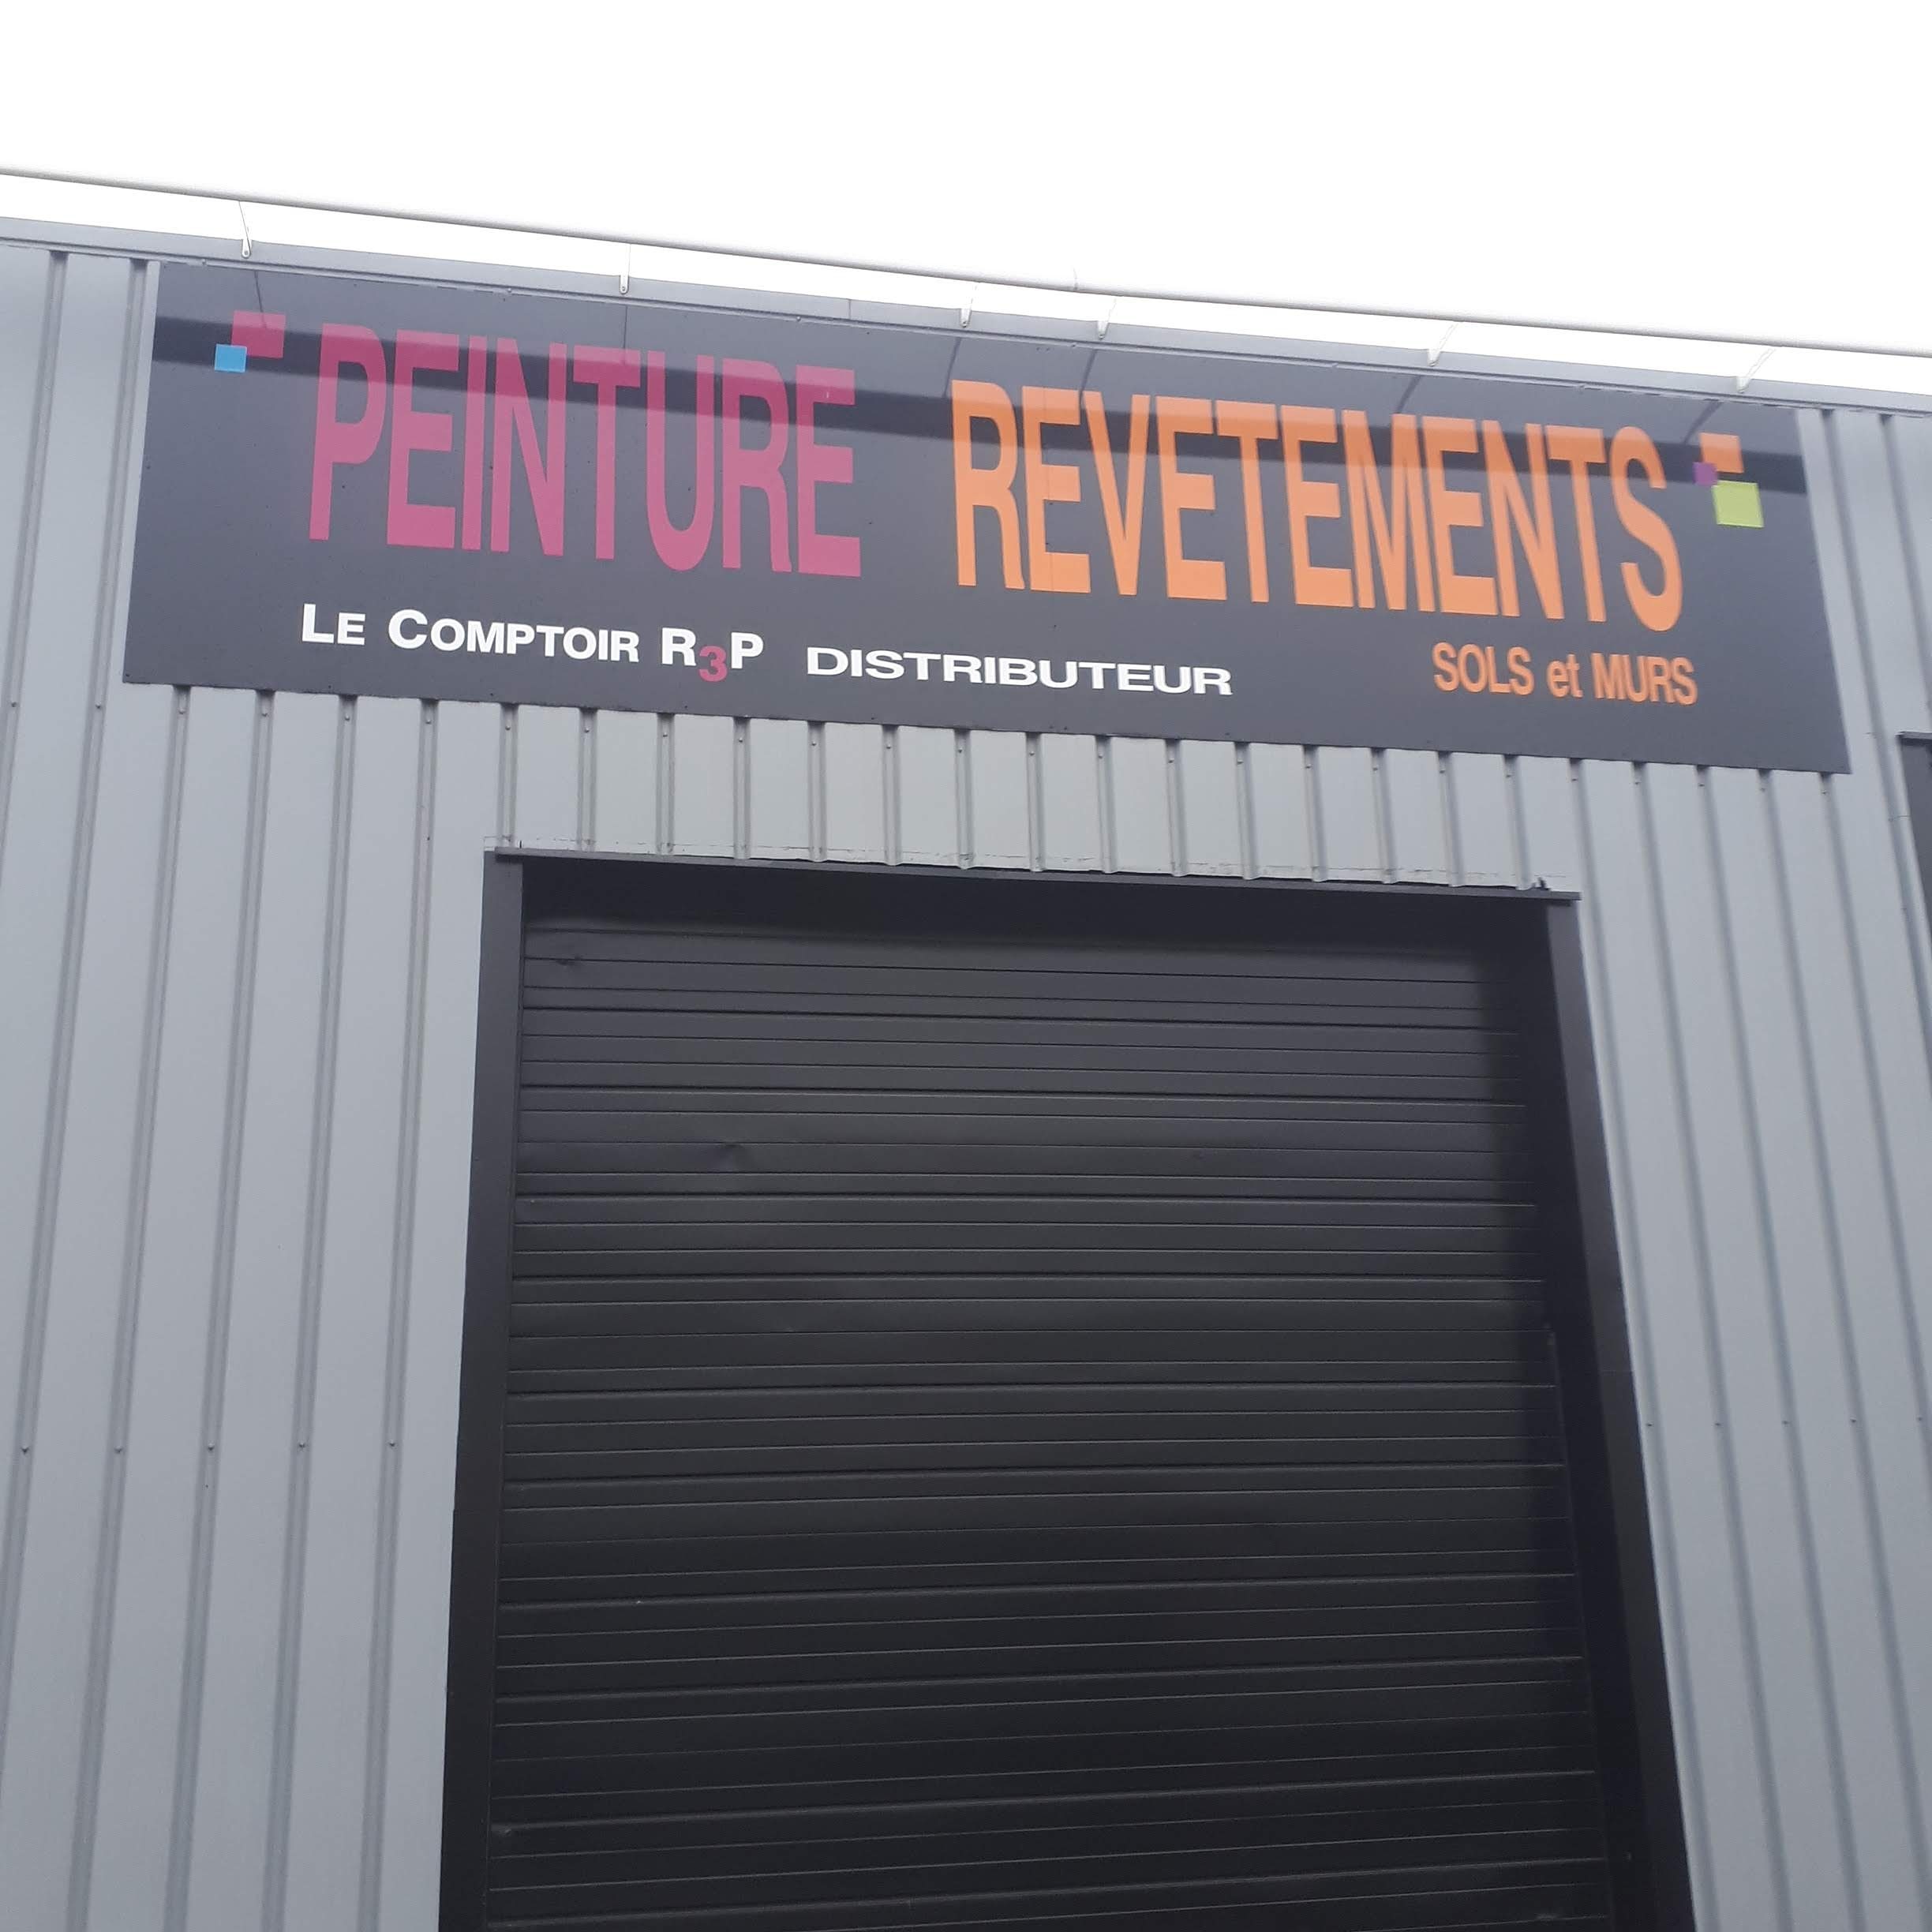 PEINTURE REVETEMENTS
LE COMPTOIR R3P DISTRIBUTEUR SOLS et MURS